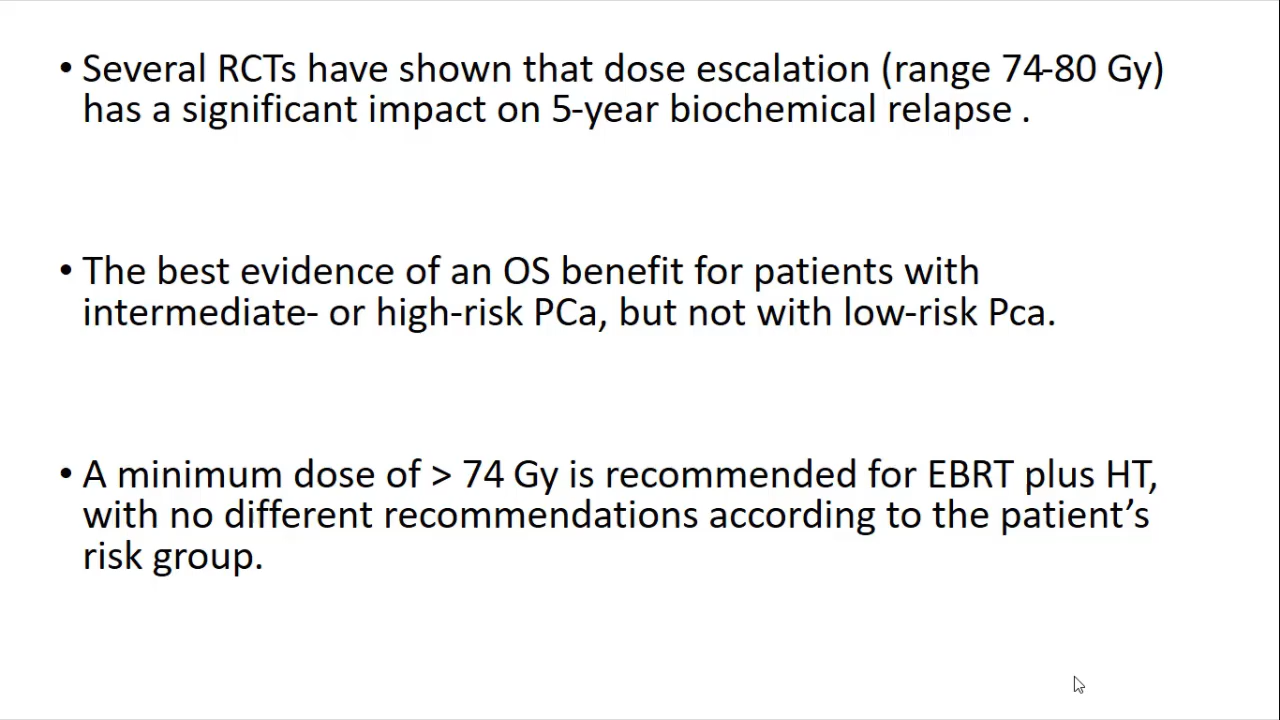 • Several RCTs have shown that dose escalation (range 74-80 Gy)
has a significant impact on 5-year biochemical relapse .
• The best evidence of an OS benefit for patients with
intermediate- or high-risk PCa, but not with low-risk Pca.
• A minimum dose of > 74 Gy is recommended for EBRT plus HT,
with no different recommendations according to the patient’s
risk group.